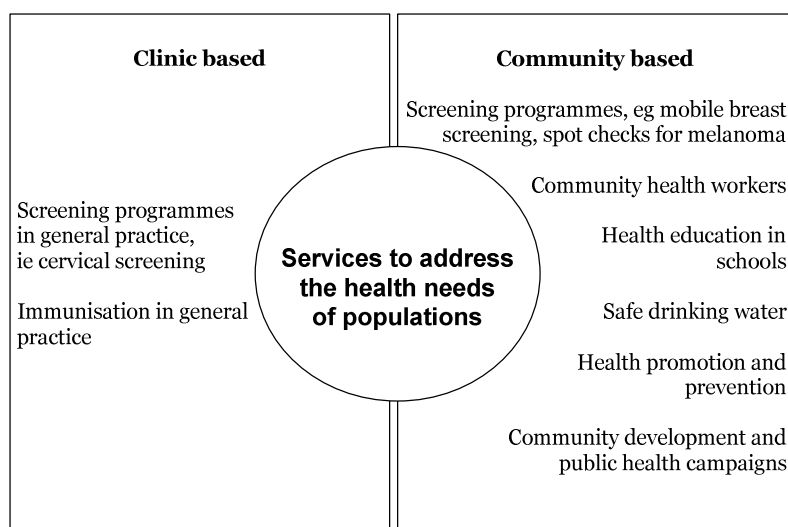 Clinic based
Screening programmes
in general practice,
ie cervical screening
Immunisation in general
practice
Services to address
the health needs
of populations
Community based
Screening programmes, eg mobile breast
screening, spot checks for melanoma
Community health workers
Health education in
schools
Safe drinking water
Health promotion and
prevention
Community development and
public health campaigns